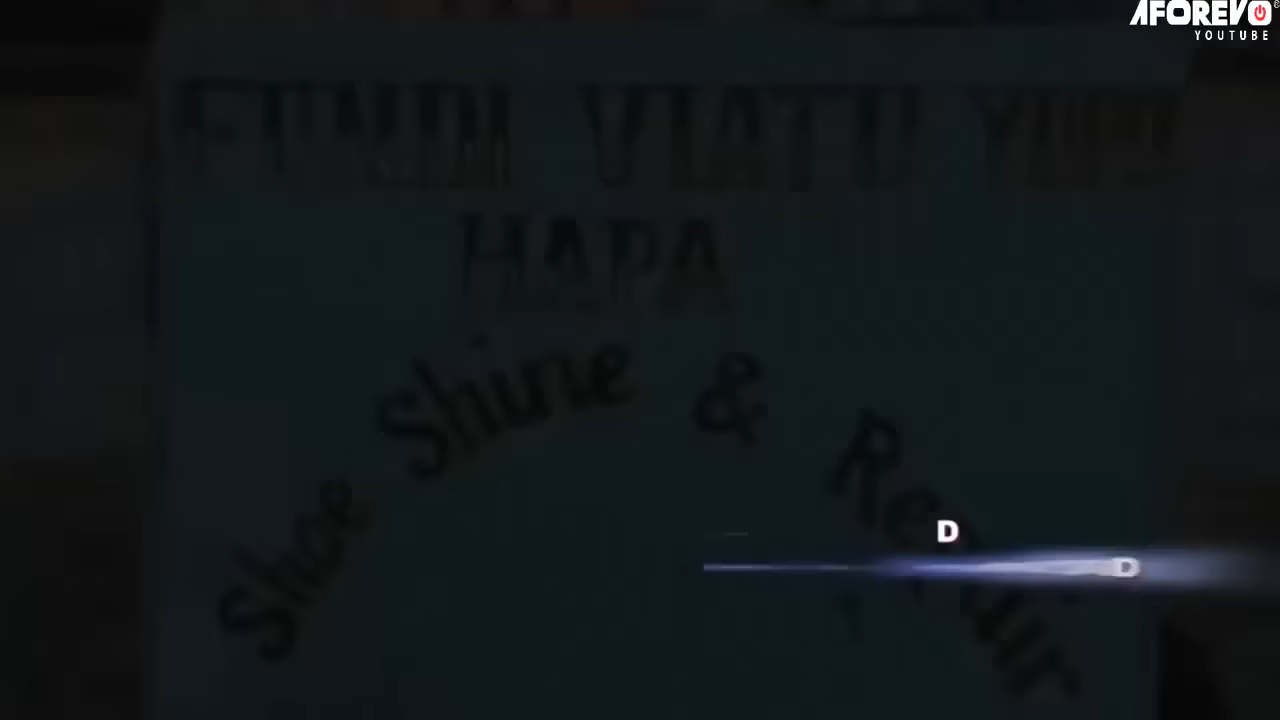 AFOREVO
YOUTUBE
FUNDI VIATU YUPO
HAPA
Shoe Shine & Repair
D
D